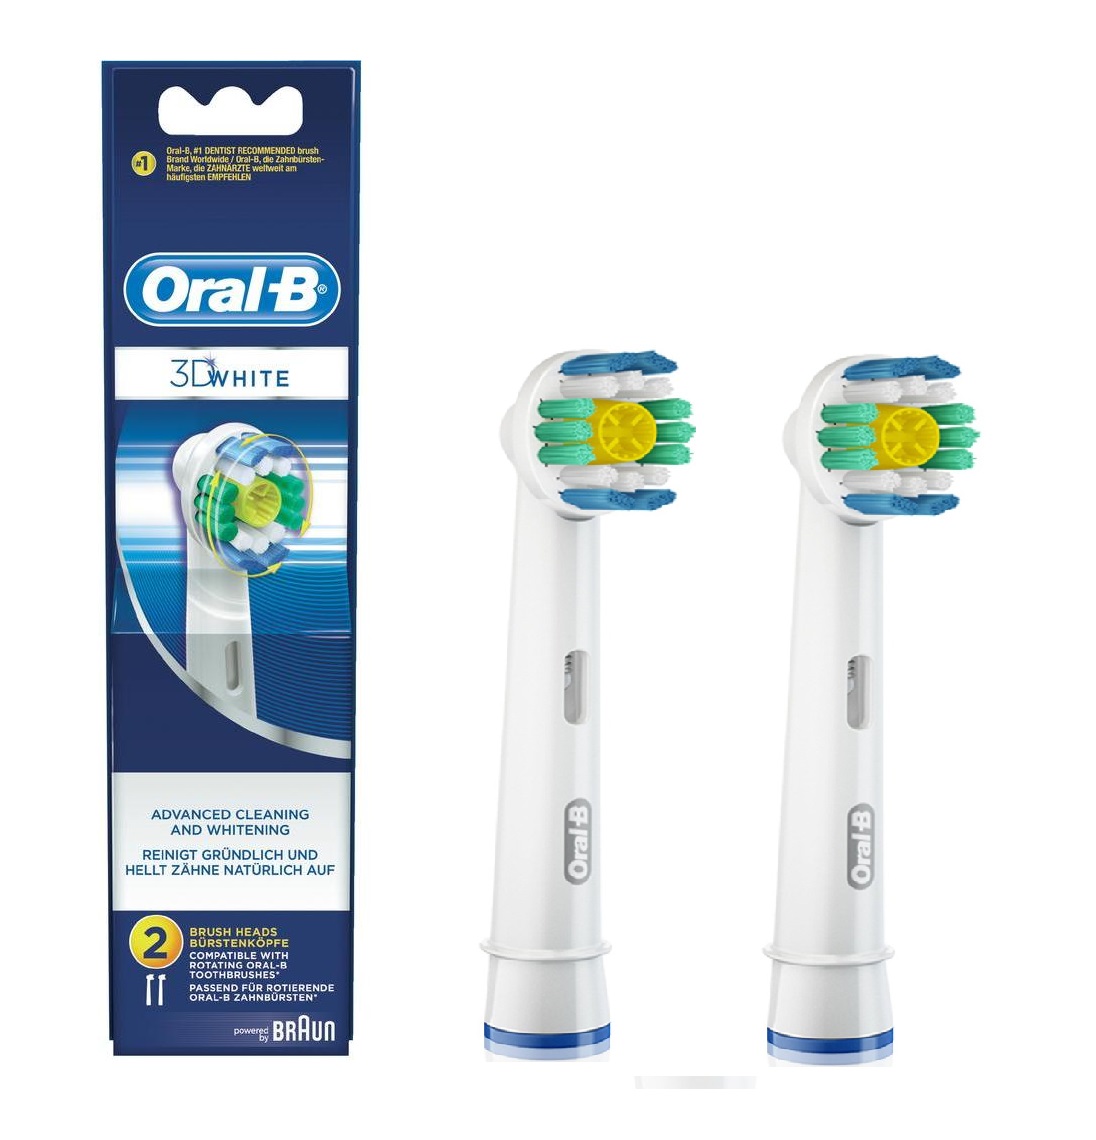 #1
Oral-B, #1 DENTIST RECOMMENDED brush
Brand Worldwide / Oral-B, die Zahnbürsten-
Marke, die ZAHNÄRZTE weltweit am
häufigsten EMPFEHLEN
Oral-B®
3DWHITE
ADVANCED CLEANING
AND WHITENING
REINIGT GRÜNDLICH UND
HELLT ZÄHNE NATÜRLICH AUF
2
BRUSH HEADS
BÜRSTENKÖPFE
COMPATIBLE WITH
ROTATING ORAL-B
TOOTHBRUSHES*
PASSEND FÜR ROTIERENDE
ORAL-B ZAHNBÜRSTEN*
powered
by BRAUN
Oral-B
Oral-B